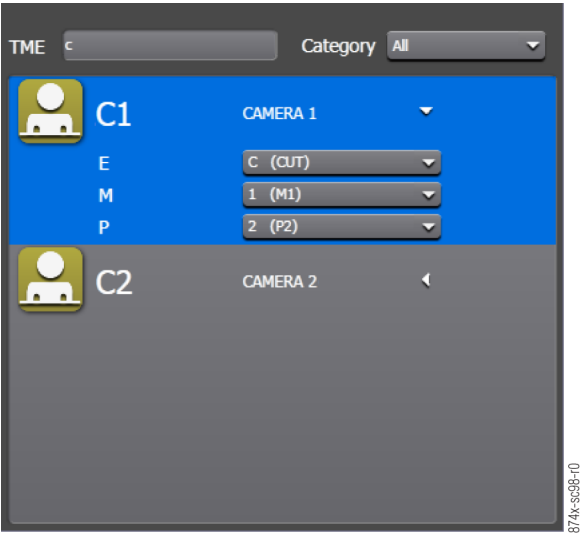 TME c Category All
C1 CAMERA 1
E C (CUT)
M 1 (M1)
P 2 (P2)
C2 CAMERA 2
874x-sc98-r0